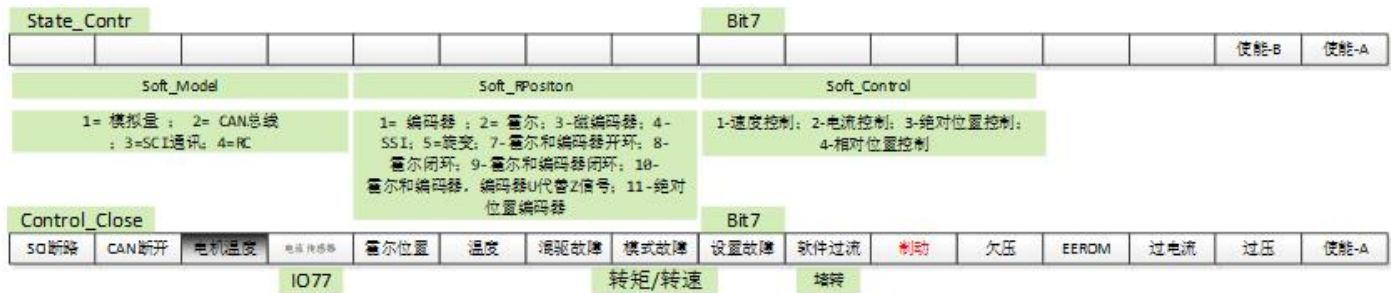 State_Contr Bit7
使能-B 使能-A
Soft_Model Soft_RPositon Soft_Control
1= 模拟量 ; 2= CAN总线
; 3=SCI通讯; 4=RC
1= 编码器 ; 2= 霍尔; 3-磁编码器; 4-
SSI; 5=旋变; 7-霍尔和编码器开环; 8-
霍尔闭环; 9-霍尔和编码器闭环; 10-
霍尔和编码器, 编码器U代替Z信号; 11-绝对
位置编码器
1-速度控制; 2-电流控制; 3-绝对位置控制;
4-相对位置控制
Control_Close Bit7
SCI断路 CAN断开 电机温度 电流传感器 霍尔位置 温度 混驱故障 模式故障 设置故障 软件过流 制动 欠压 EEROM 过电流 过压 使能-A
IO77 转矩/转速 堵转